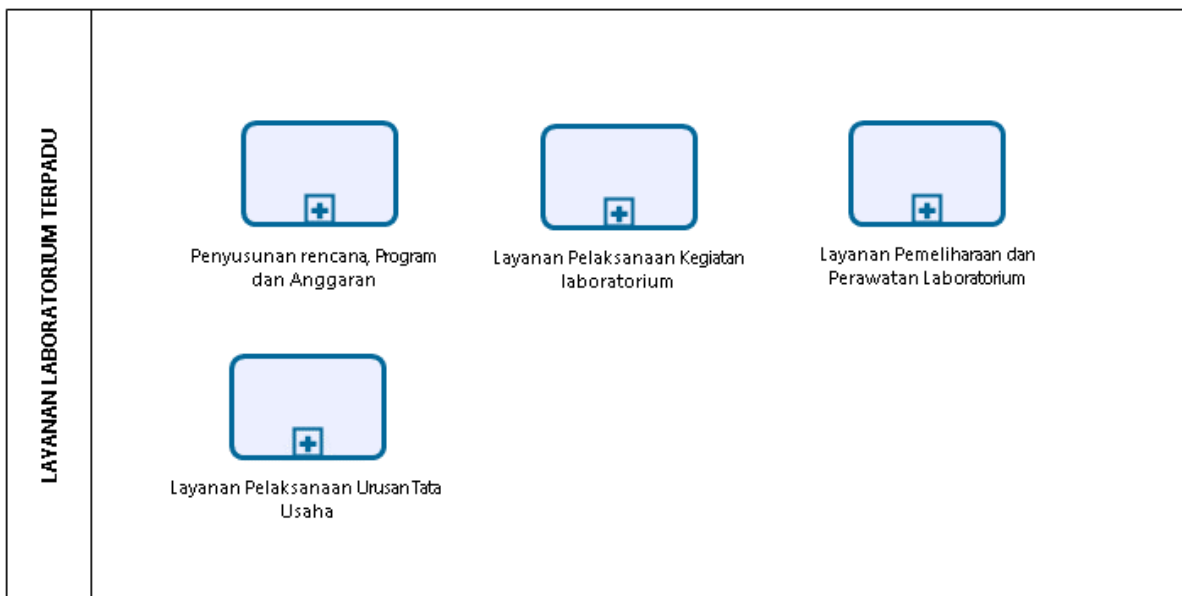 LAYANAN LABORATORIUM TERPADU
Penyusunan rencana, Program
dan Anggaran
Layanan Pelaksanaan Kegiatan
laboratorium
Layanan Pemeliharaan dan
Perawatan Laboratorium
Layanan Pelaksanaan Urusan Tata
Usaha